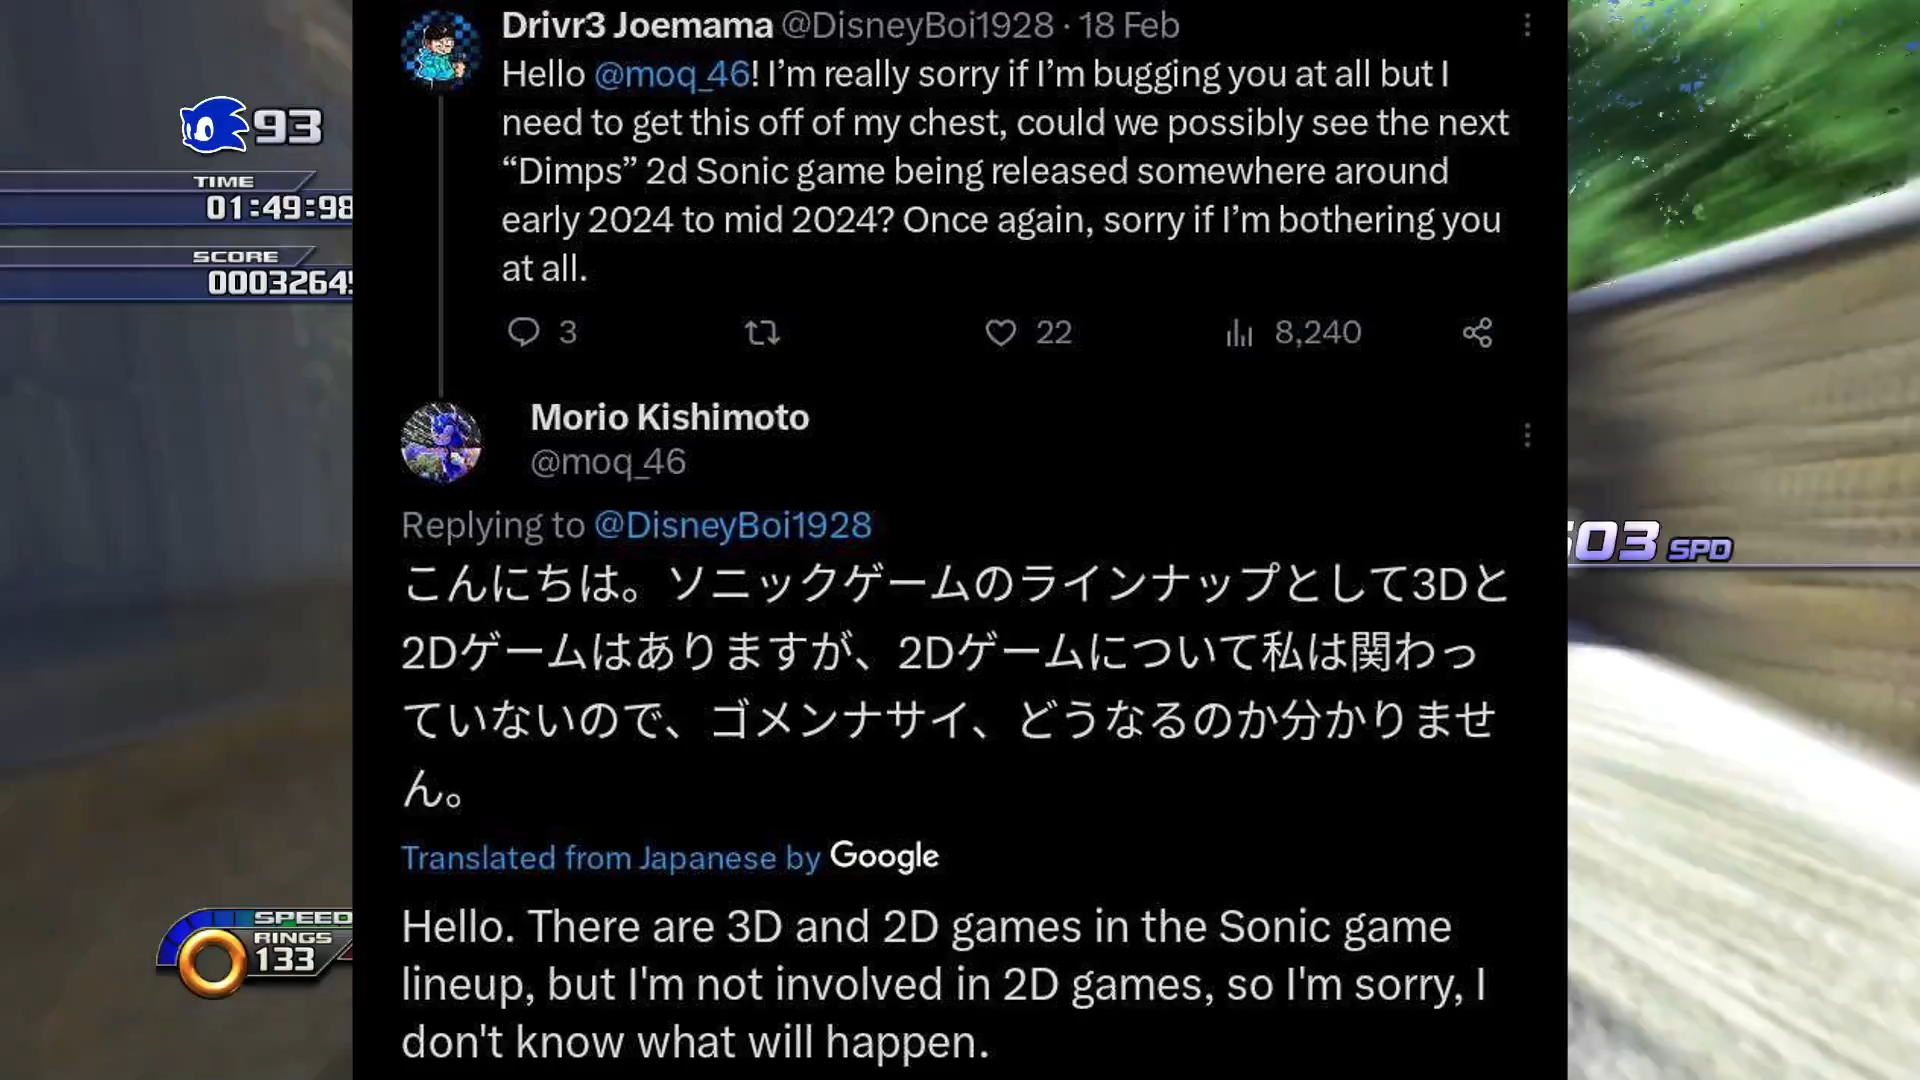 93
TIME
01:49:98
SCORE
0003264
Drivr3 Joemama @DisneyBoi1928 · 18 Feb
Hello @moq_46! I’m really sorry if I’m bugging you at all but I
need to get this off of my chest, could we possibly see the next
“Dimps” 2d Sonic game being released somewhere around
early 2024 to mid 2024? Once again, sorry if I’m bothering you
at all.
3 22 8,240
Morio Kishimoto
@moq_46
Replying to @DisneyBoi1928
こんにちは。ソニックゲームのラインナップとして3Dと
2Dゲームはありますが、2Dゲームについて私は関わっ
ていないので、ゴメンナサイ、どうなるのか分かりませ
ん。
Translated from Japanese by Google
Hello. There are 3D and 2D games in the Sonic game
lineup, but I'm not involved in 2D games, so I'm sorry, I
don't know what will happen.
03 SPD
SPEED
RINGS
133